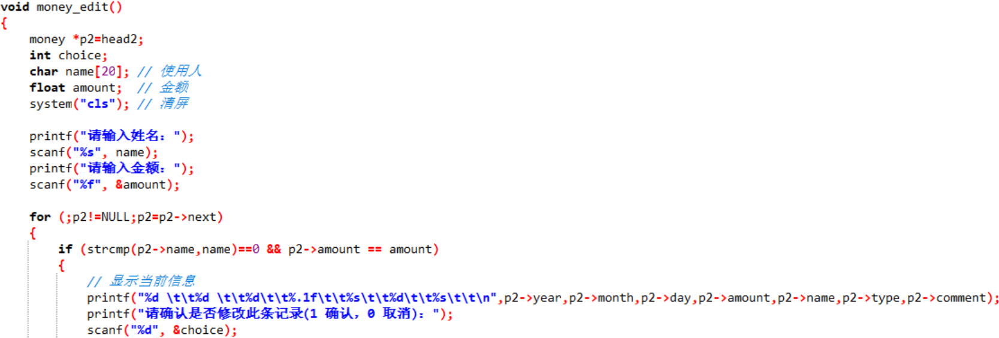 void money_edit()
{
    money *p2=head2;
    int choice;
    char name[20]; // 使用人
    float amount;  // 金额
    system("cls"); // 清屏

    printf("请输入姓名：");
    scanf("%s", name);
    printf("请输入金额：");
    scanf("%f", &amount);

    for (;p2!=NULL;p2=p2->next)
    {
        if (strcmp(p2->name,name)==0 && p2->amount == amount)
        {
            // 显示当前信息
            printf("%d \t\t%d \t\t%d\t\t%.1f\t\t%s\t\t%d\t\t%s\t\t\n",p2->year,p2->month,p2->day,p2->amount,p2->name,p2->type,p2->comment);
            printf("请确认是否修改此条记录(1 确认，0 取消)：");
            scanf("%d", &choice);